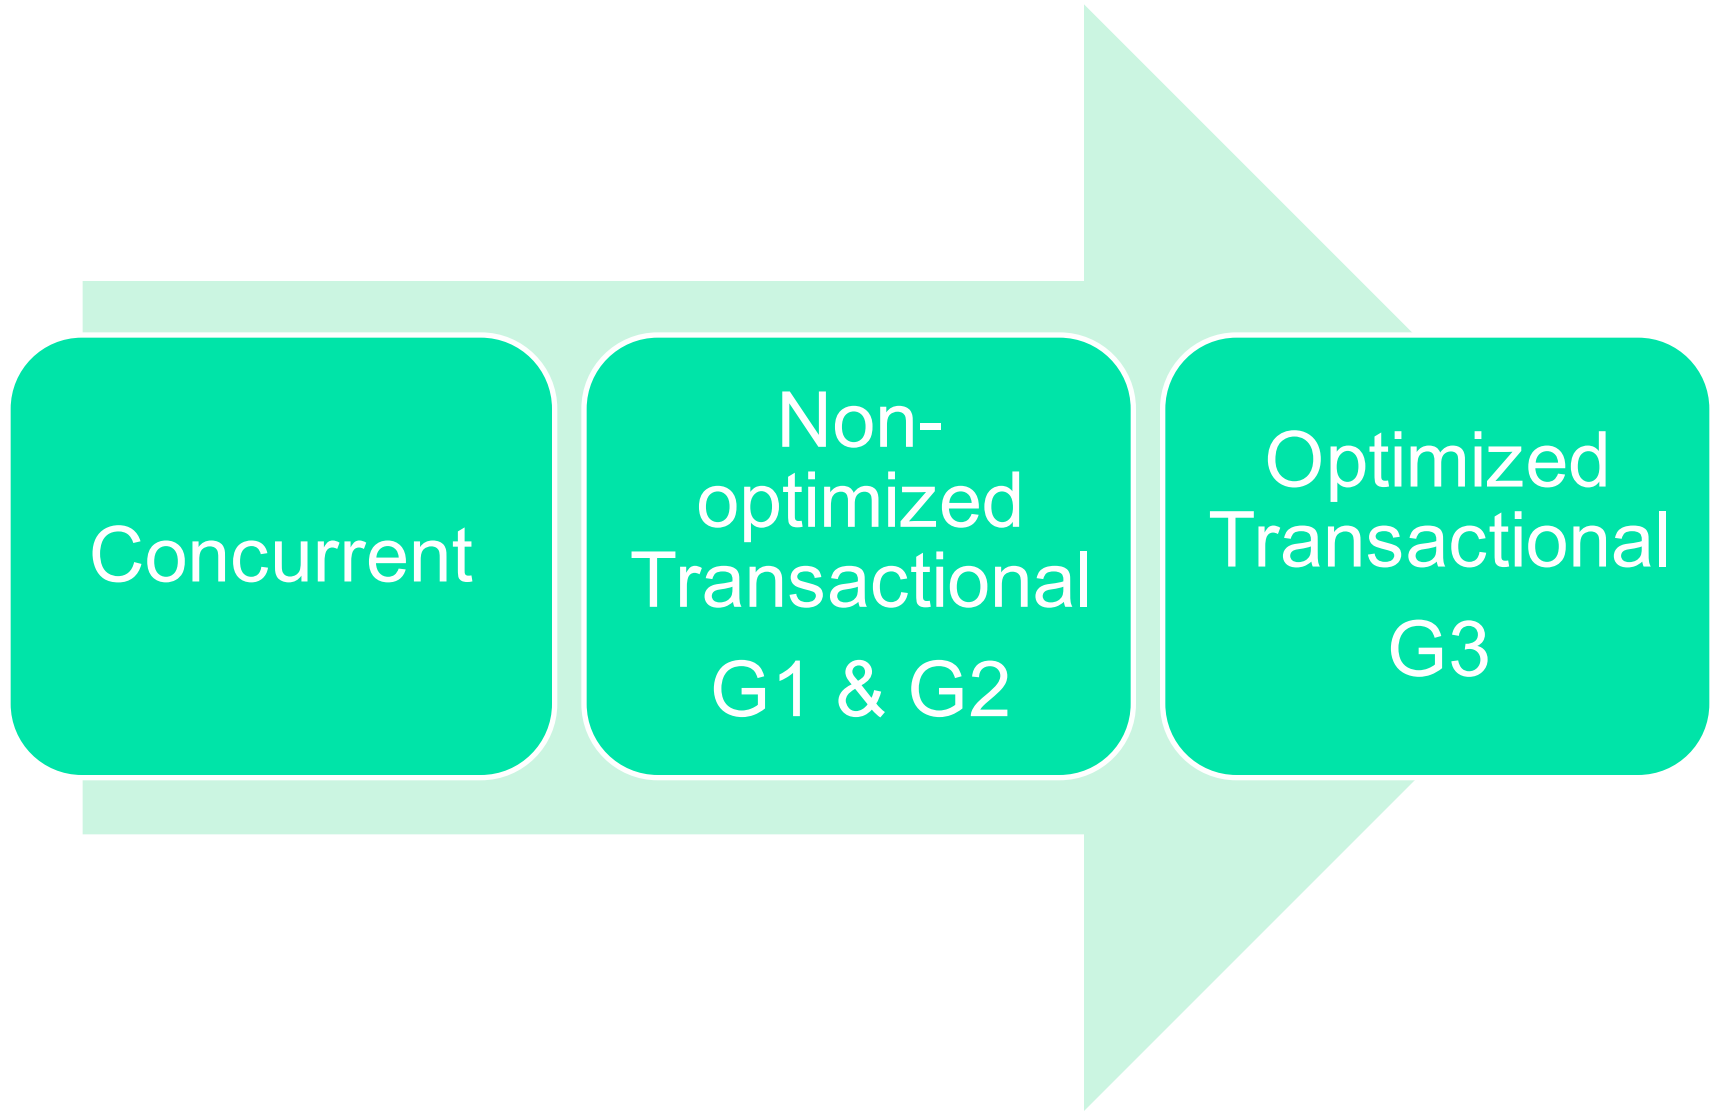 Concurrent
Non-
optimized
Transactional
G1 & G2
Optimized
Transactional
G3